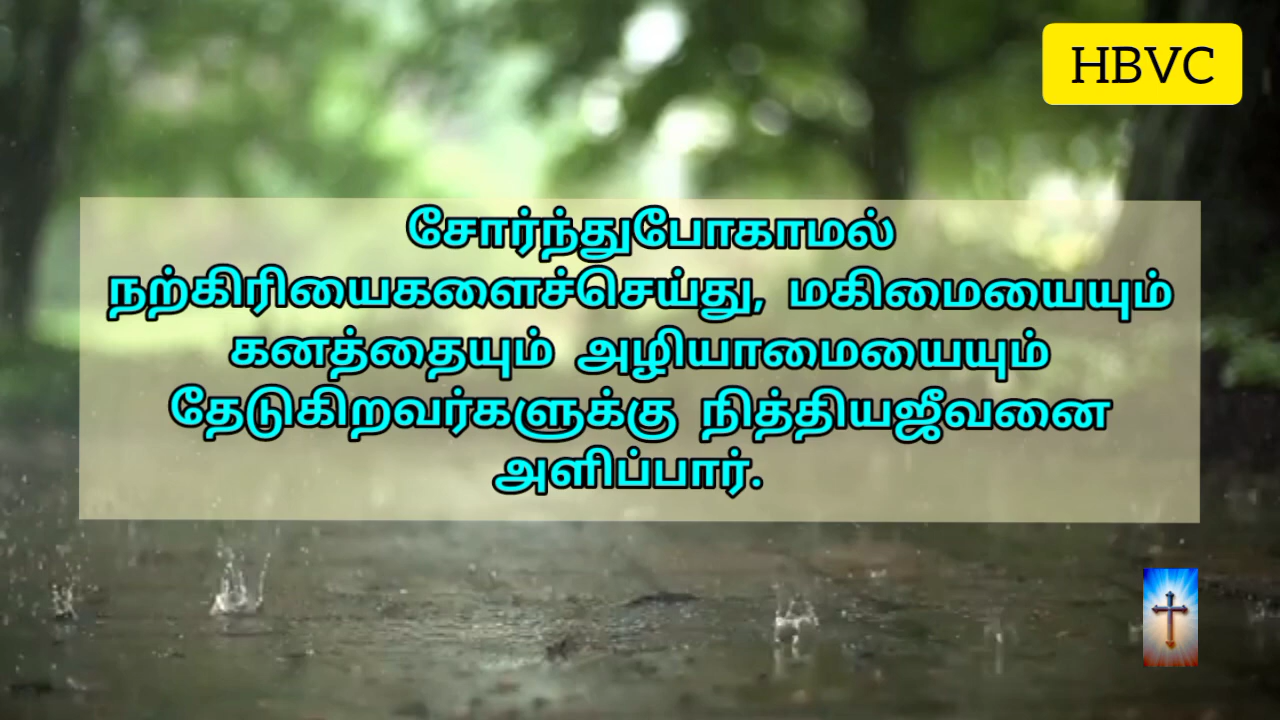 HBVC
சோர்ந்துபோகாமல்
நற்கிரியைகளைச்செய்து, மகிமையையும்
கனத்தையும் அழியாமையையும்
தேடுகிறவர்களுக்கு நித்தியஜீவனை
அளிப்பார்.